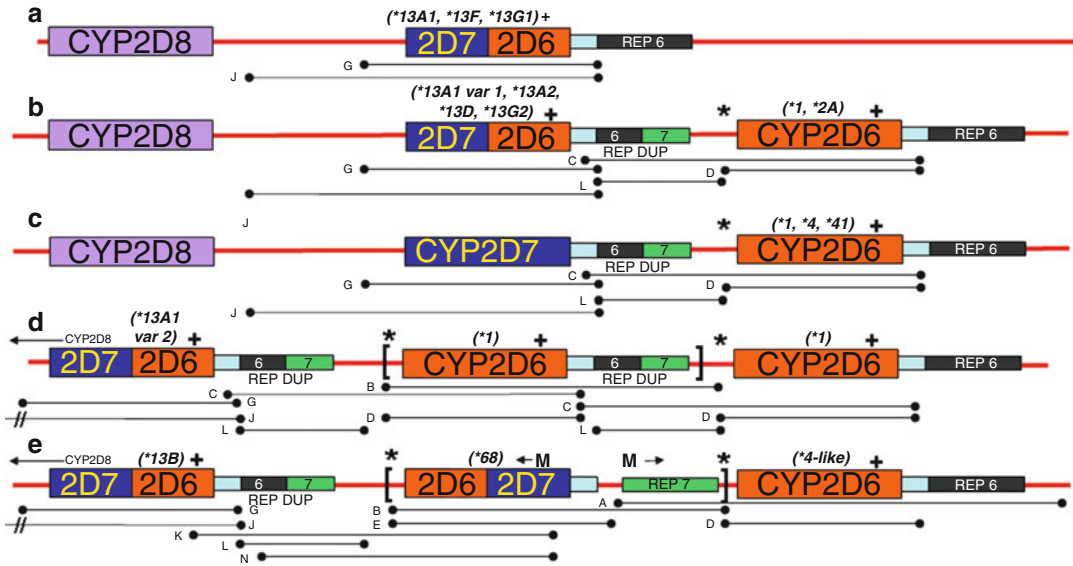 a
(*13A1, *13F, *13G1) +
CYP2D8
2D7 2D6
REP 6
G
J
b
(*13A1 var 1, *13A2,
*13D, *13G2) +
* (*1, *2A) +
CYP2D8
2D7 2D6
6 7
CYP2D6
REP 6
REP DUP
C
G
D
L
J
c
* (*1, *4, *41) +
CYP2D8
CYP2D7
6 7
CYP2D6
REP 6
REP DUP
C
G
D
L
J
d
CYP2D8
(*13A1
var 2) +
* (*1) +
* (*1) +
2D7 2D6
6 7
[ CYP2D6
6 7 ]
CYP2D6
REP 6
REP DUP
REP DUP
B
C
G
C
J
D
D
L
L
e
CYP2D8
(*13B) +
* (*68) M
M * (*4-like) +
2D7 2D6
6 7
[ 2D6 2D7
REP 7 ]
CYP2D6
REP 6
REP DUP
A
G
B
J
E
D
K
L
N